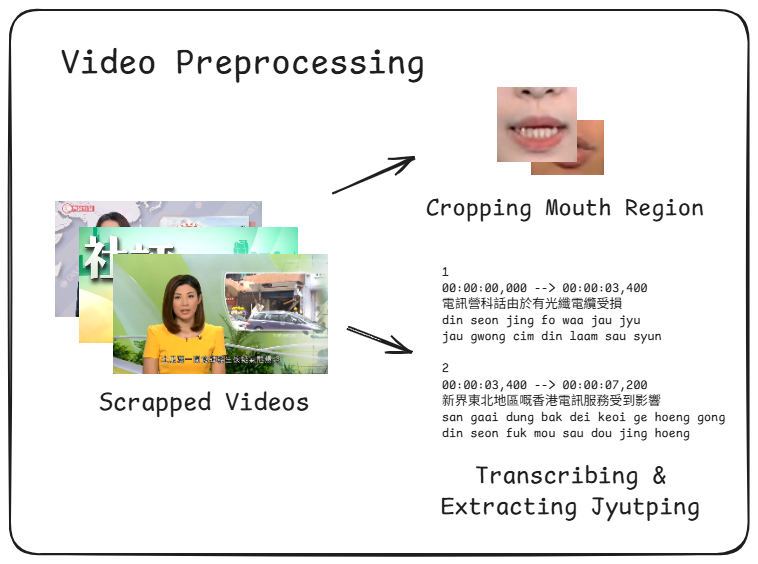 Video Preprocessing
Cropping Mouth Region
Scrapped Videos
1
00:00:00,000 --> 00:00:03,400
電訊營科話由於有光纖電纜受損
din seon jing fo waa jau jyu
jau gwong cim din laam sau syun
2
00:00:03,400 --> 00:00:07,200
新界東北地區嘅香港電訊服務受到影響
san gaai dung bak dei keoi ge hoeng gong
din seon fuk mou sau dou jing hoeng
Transcribing &
Extracting Jyutping